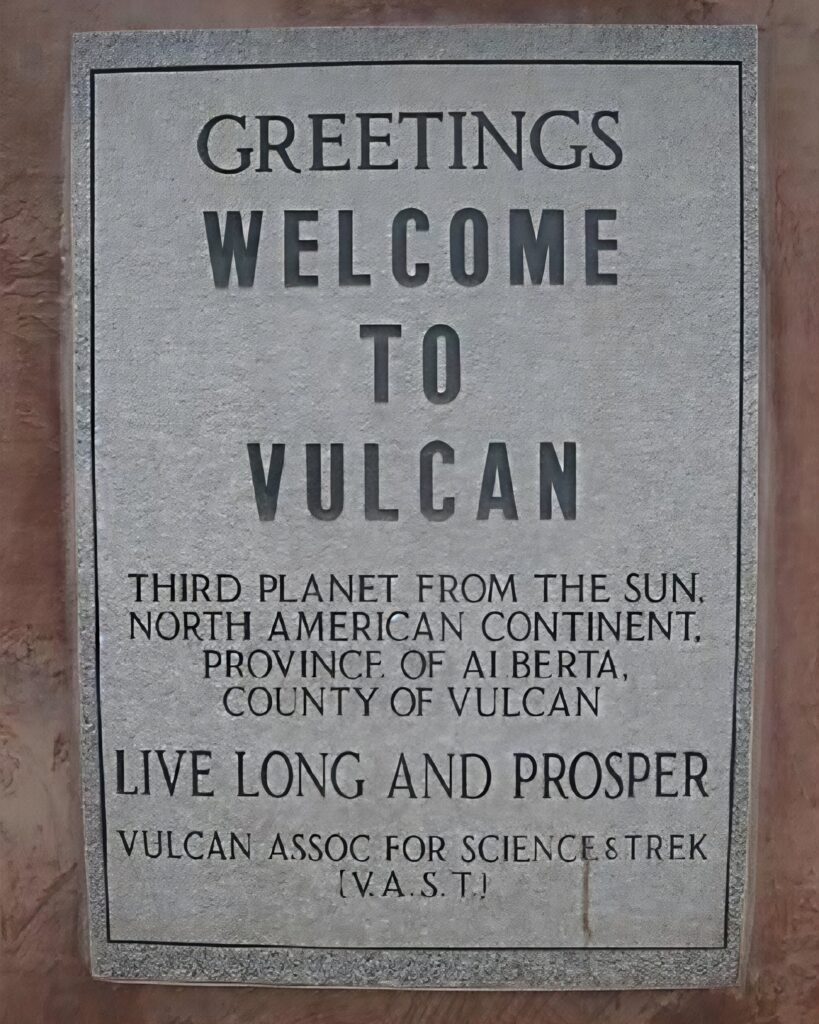 GREETINGS
WELCOME
TO
VULCAN
THIRD PLANET FROM THE SUN,
NORTH AMERICAN CONTINENT,
PROVINCE OF ALBERTA,
COUNTY OF VULCAN
LIVE LONG AND PROSPER
VULCAN ASSOC FOR SCIENCE & TREK
[V.A.S.T.]